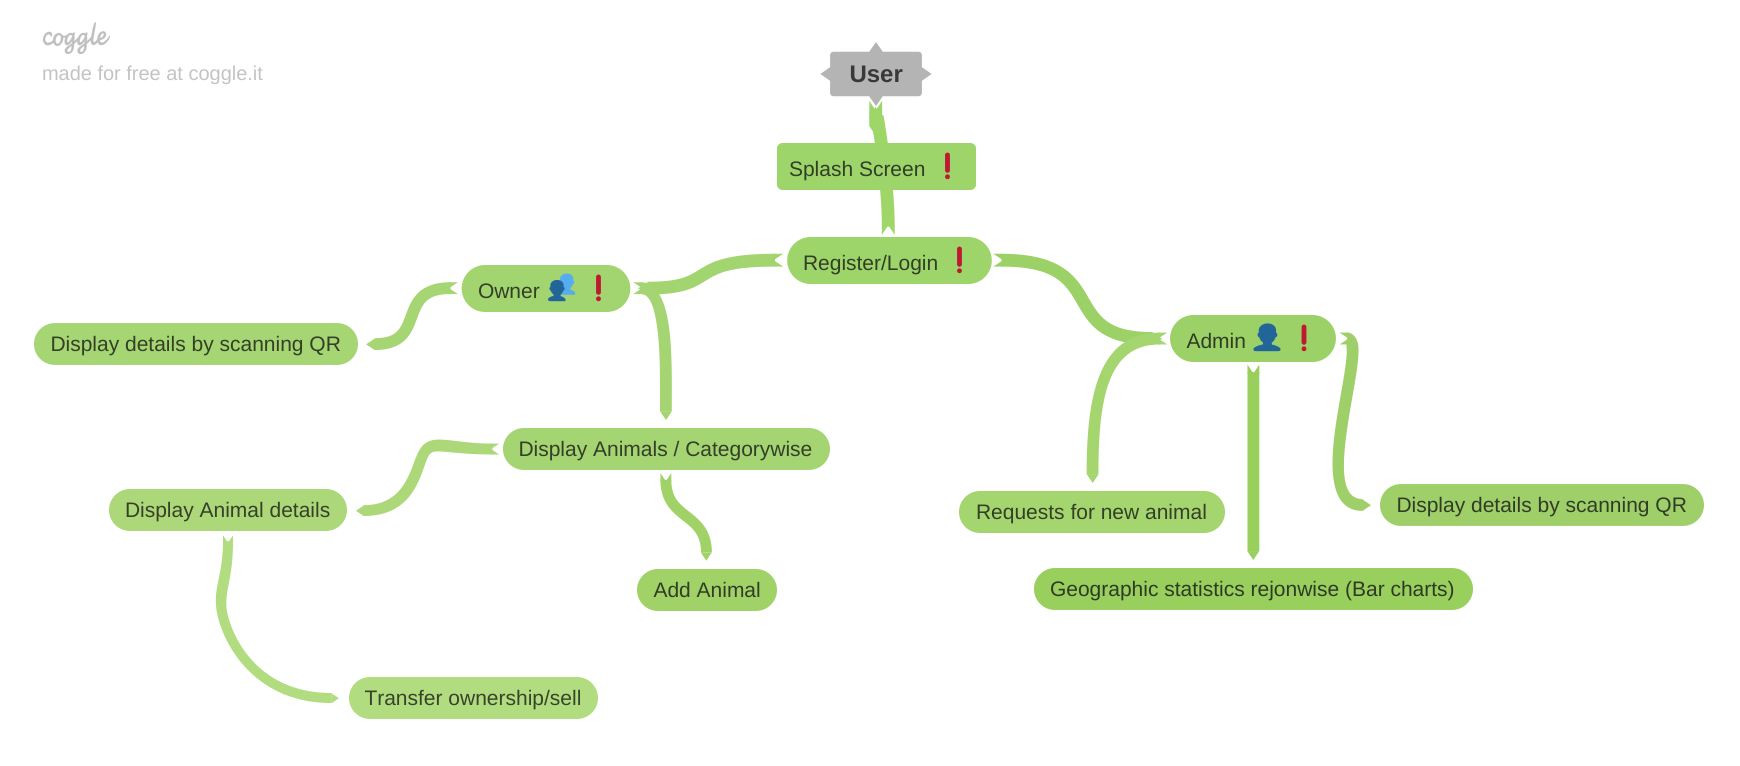 coggle
made for free at coggle.it
User
Splash Screen ❗
Register/Login ❗
Owner 👥 ❗
Admin 👤 ❗
Display details by scanning QR
Display Animals / Categorywise
Display Animal details
Requests for new animal
Display details by scanning QR
Add Animal
Geographic statistics rejonwise (Bar charts)
Transfer ownership/sell